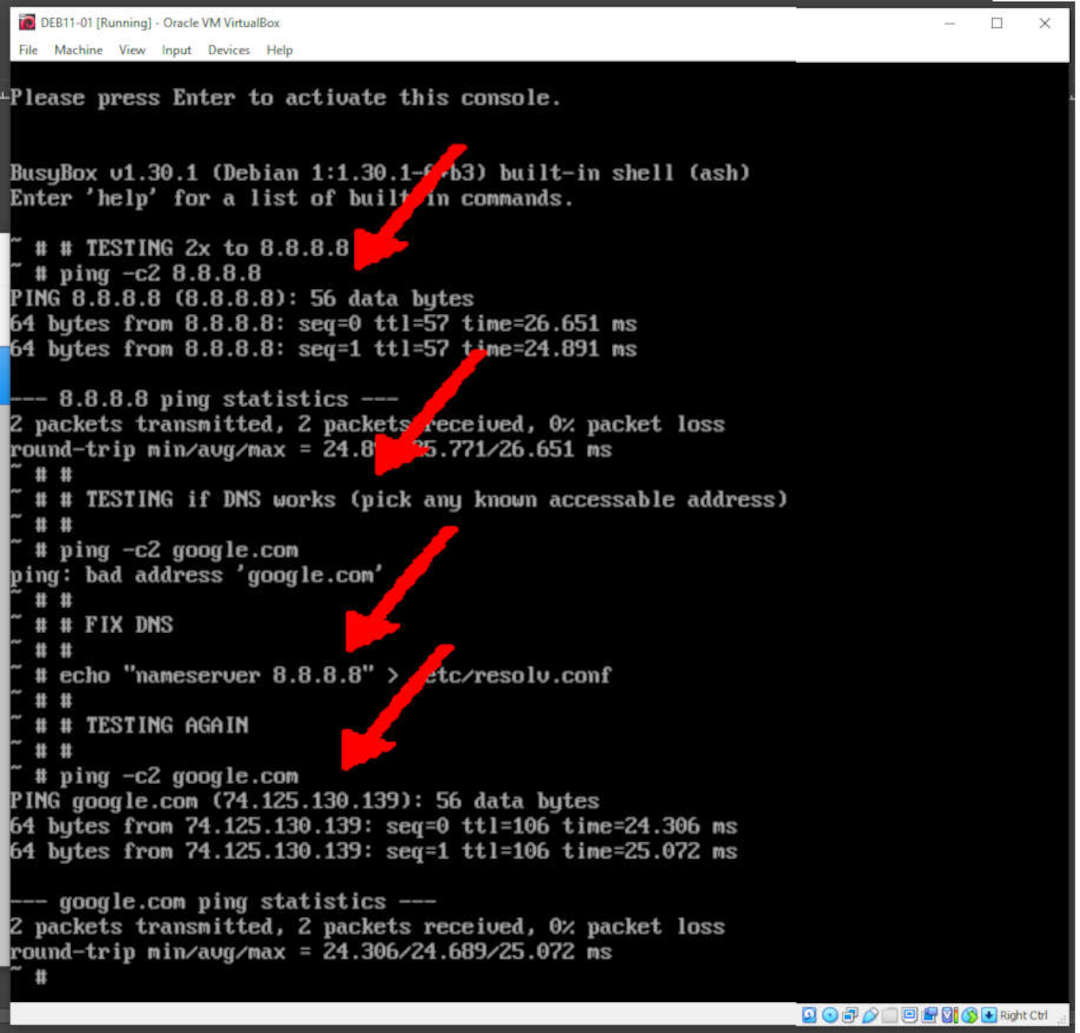 DEB11-01 [Running] - Oracle VM VirtualBox
File Machine View Input Devices Help
Please press Enter to activate this console.
BusyBox v1.30.1 (Debian 1:1.30.1-6+b3) built-in shell (ash)
Enter 'help' for a list of built-in commands.
~ # # TESTING 2x to 8.8.8.8
~ # ping -c2 8.8.8.8
PING 8.8.8.8 (8.8.8.8): 56 data bytes
64 bytes from 8.8.8.8: seq=0 ttl=57 time=26.651 ms
64 bytes from 8.8.8.8: seq=1 ttl=57 time=24.891 ms
--- 8.8.8.8 ping statistics ---
2 packets transmitted, 2 packets received, 0% packet loss
round-trip min/avg/max = 24.891/25.771/26.651 ms
~ # #
~ # # TESTING if DNS works (pick any known accessable address)
~ # #
~ # ping -c2 google.com
ping: bad address 'google.com'
~ # #
~ # # FIX DNS
~ # #
~ # echo "nameserver 8.8.8.8" > /etc/resolv.conf
~ # #
~ # # TESTING AGAIN
~ # #
~ # ping -c2 google.com
PING google.com (74.125.130.139): 56 data bytes
64 bytes from 74.125.130.139: seq=0 ttl=106 time=24.306 ms
64 bytes from 74.125.130.139: seq=1 ttl=106 time=25.072 ms
--- google.com ping statistics ---
2 packets transmitted, 2 packets received, 0% packet loss
round-trip min/avg/max = 24.306/24.689/25.072 ms
~ #
Right Ctrl